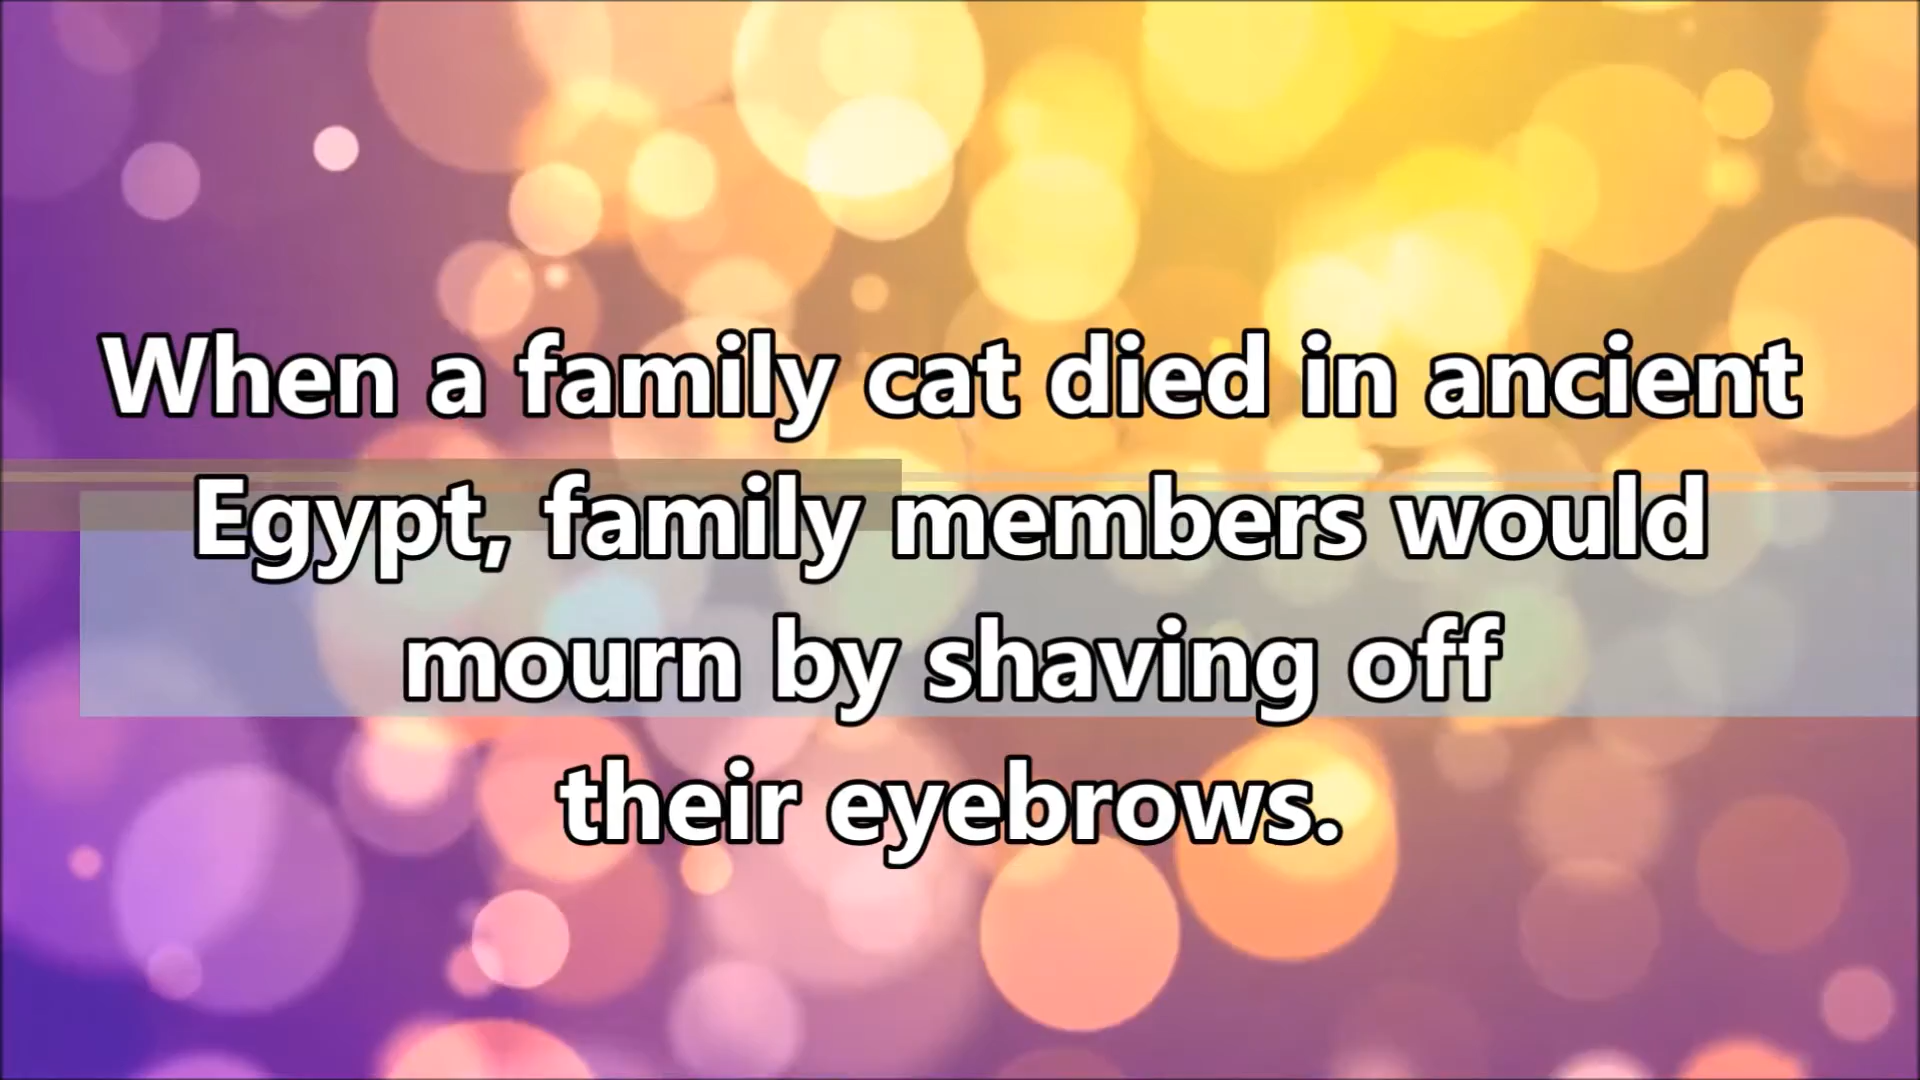 When a family cat died in ancient
Egypt, family members would
mourn by shaving off
their eyebrows.